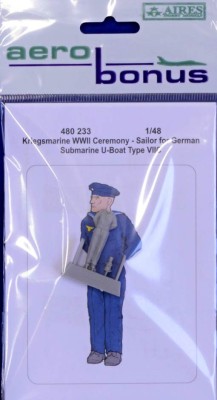 AIRES
aero
bonus
480 233 1/48
Kriegsmarine WWII Ceremony - Sailor for German
Submarine U-Boat Type VIIC